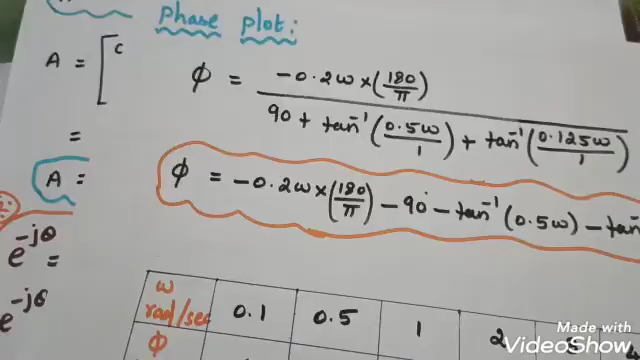 Phase plot:
A = [ c
ϕ = -0.2ω×(180/π) / 90 + tan⁻¹(0.5ω/1) + tan⁻¹(0.125ω/1)
=
A =
ϕ = -0.2ω×(180/π) - 90° - tan⁻¹(0.5ω) - tan
e^-jθ =
e^-jθ
ω rad/sec 0.1 0.5 1 2
ϕ
Made with
VideoShow